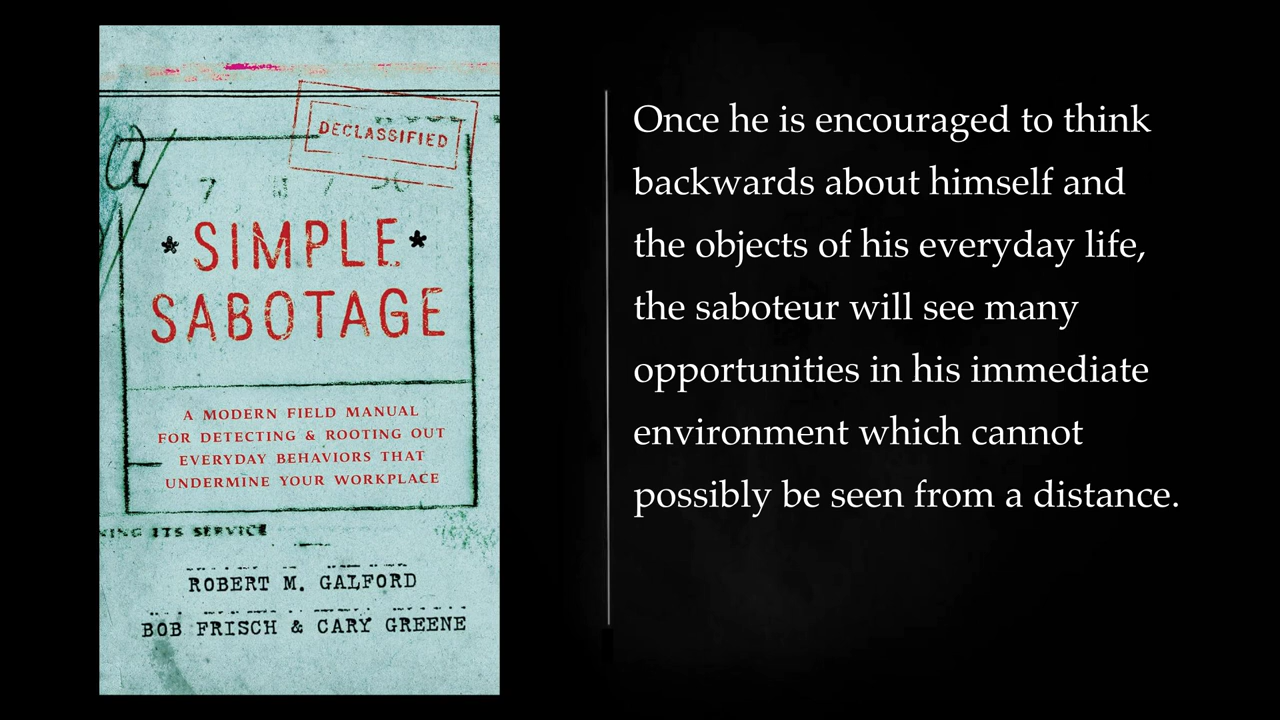 DECLASSIFIED
*SIMPLE*
SABOTAGE
A MODERN FIELD MANUAL
FOR DETECTING & ROOTING OUT
EVERYDAY BEHAVIORS THAT
UNDERMINE YOUR WORKPLACE
ITS SERVICE
ROBERT M. GALFORD
BOB FRISCH & CARY GREENE
Once he is encouraged to think
backwards about himself and
the objects of his everyday life,
the saboteur will see many
opportunities in his immediate
environment which cannot
possibly be seen from a distance.